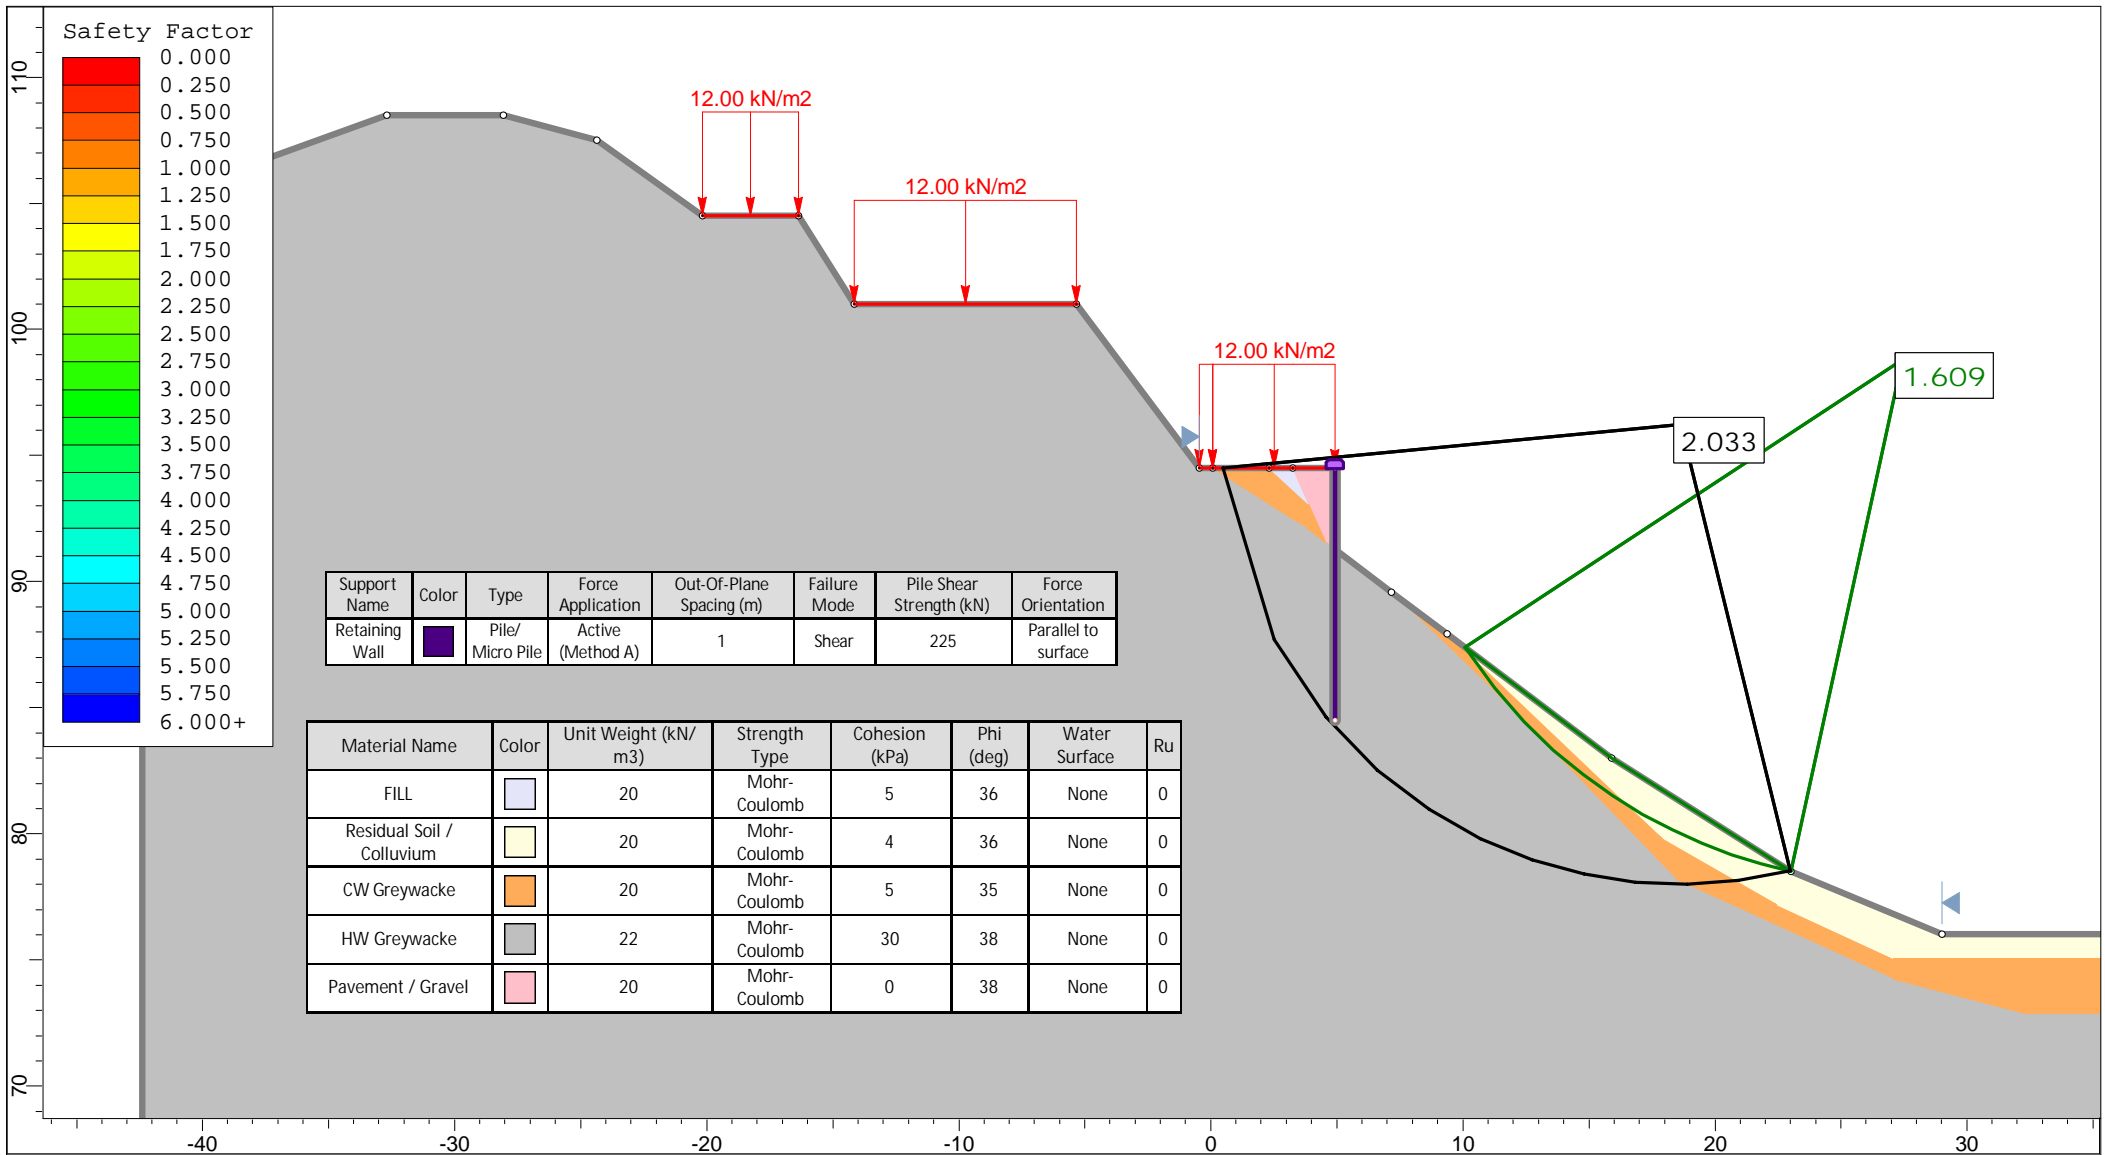 Safety Factor
0.000
0.250
0.500
0.750
1.000
1.250
1.500
1.750
2.000
2.250
2.500
2.750
3.000
3.250
3.500
3.750
4.000
4.250
4.500
4.750
5.000
5.250
5.500
5.750
6.000+
110
100
90
80
70
12.00 kN/m2
12.00 kN/m2
12.00 kN/m2
1.609
2.033
Support Name Color Type Force Application Out-Of-Plane Spacing (m) Failure Mode Pile Shear Strength (kN) Force Orientation
Retaining Wall Pile/ Micro Pile Active (Method A) 1 Shear 225 Parallel to surface
Material Name Color Unit Weight (kN/ m3) Strength Type Cohesion (kPa) Phi (deg) Water Surface Ru
FILL 20 Mohr-Coulomb 5 36 None 0
Residual Soil / Colluvium 20 Mohr-Coulomb 4 36 None 0
CW Greywacke 20 Mohr-Coulomb 5 35 None 0
HW Greywacke 22 Mohr-Coulomb 30 38 None 0
Pavement / Gravel 20 Mohr-Coulomb 0 38 None 0
-40 -30 -20 -10 0 10 20 30